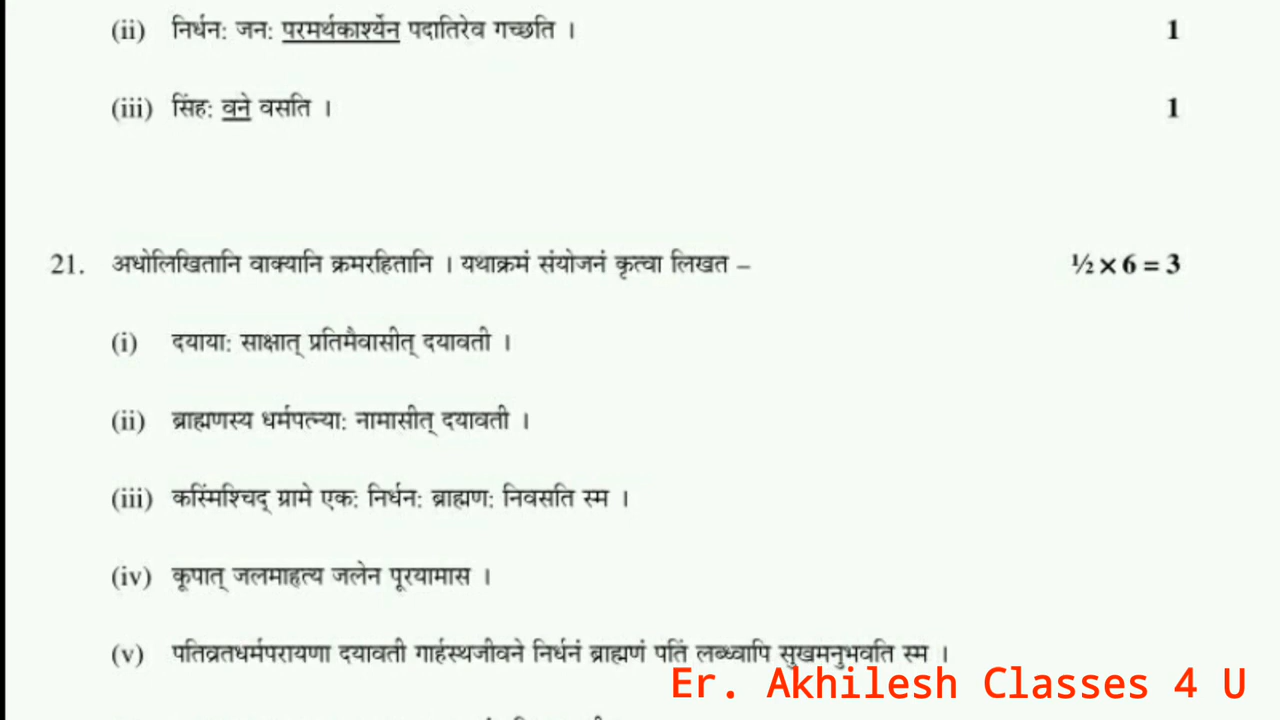 (ii) निर्धनः जनः परमर्थकार्श्येन पदातिरेव गच्छति । 1
(iii) सिंहः वने वसति । 1
21. अधोलिखितानि वाक्यानि क्रमरहितानि । यथाक्रमं संयोजनं कृत्वा लिखत – ½ × 6 = 3
(i) दयायाः साक्षात् प्रतिमैवासीत् दयावती ।
(ii) ब्राह्मणस्य धर्मपत्न्याः नामासीत् दयावती ।
(iii) कस्मिंश्चिद् ग्रामे एकः निर्धनः ब्राह्मणः निवसति स्म ।
(iv) कूपात् जलमाहृत्य जलेन पूरयामास ।
(v) पतिव्रतधर्मपरायणा दयावती गार्हस्थजीवने निर्धनं ब्राह्मणं पतिं लब्ध्वापि सुखमनुभवति स्म ।
Er. Akhilesh Classes 4 U